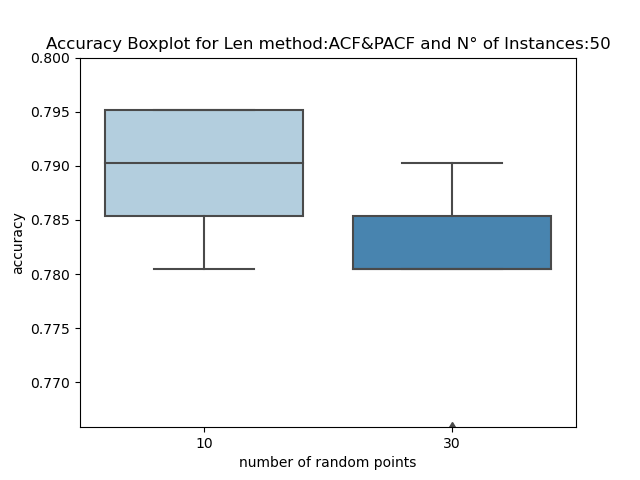 Accuracy Boxplot for Len method:ACF&PACF and N° of Instances:50
0.800
0.795
0.790
0.785
0.780
0.775
0.770
accuracy
10 30
number of random points